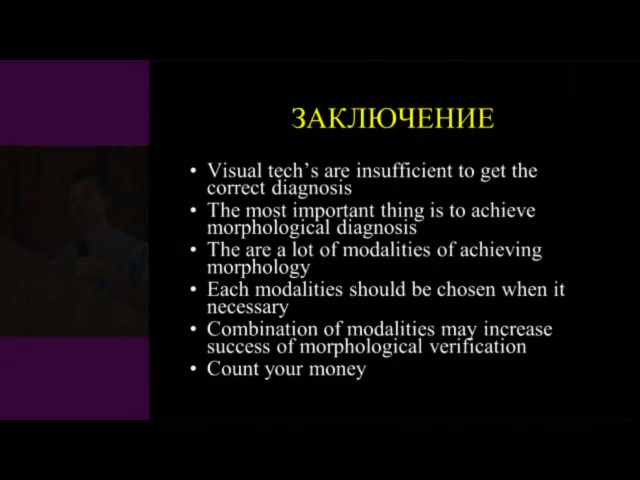 ЗАКЛЮЧЕНИЕ
• Visual tech's are insufficient to get the
correct diagnosis
• The most important thing is to achieve
morphological diagnosis
• The are a lot of modalities of achieving
morphology
• Each modalities should be chosen when it
necessary
• Combination of modalities may increase
success of morphological verification
• Count your money